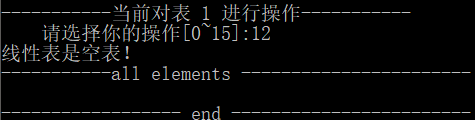 -----------当前对表 1 进行操作-----------
请选择你的操作[0~15]:12
线性表是空表!
-----------all elements -----------------------
------------------ end ------------------------